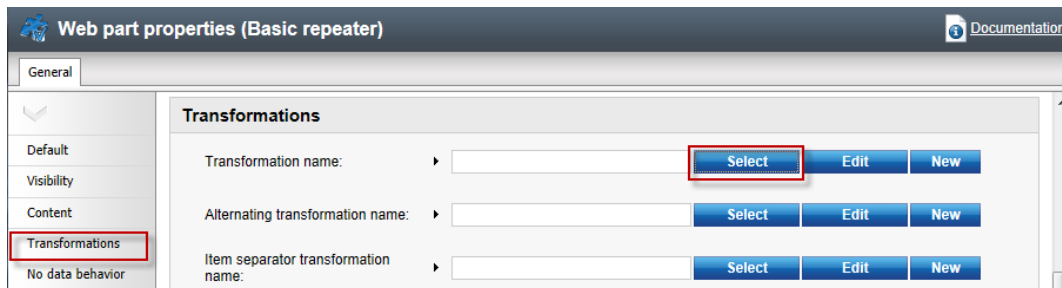 Web part properties (Basic repeater)
Documentation
General
Transformations
Default
Visibility
Content
Transformations
No data behavior
Transformation name:
Select Edit New
Alternating transformation name:
Select Edit New
Item separator transformation
name:
Select Edit New